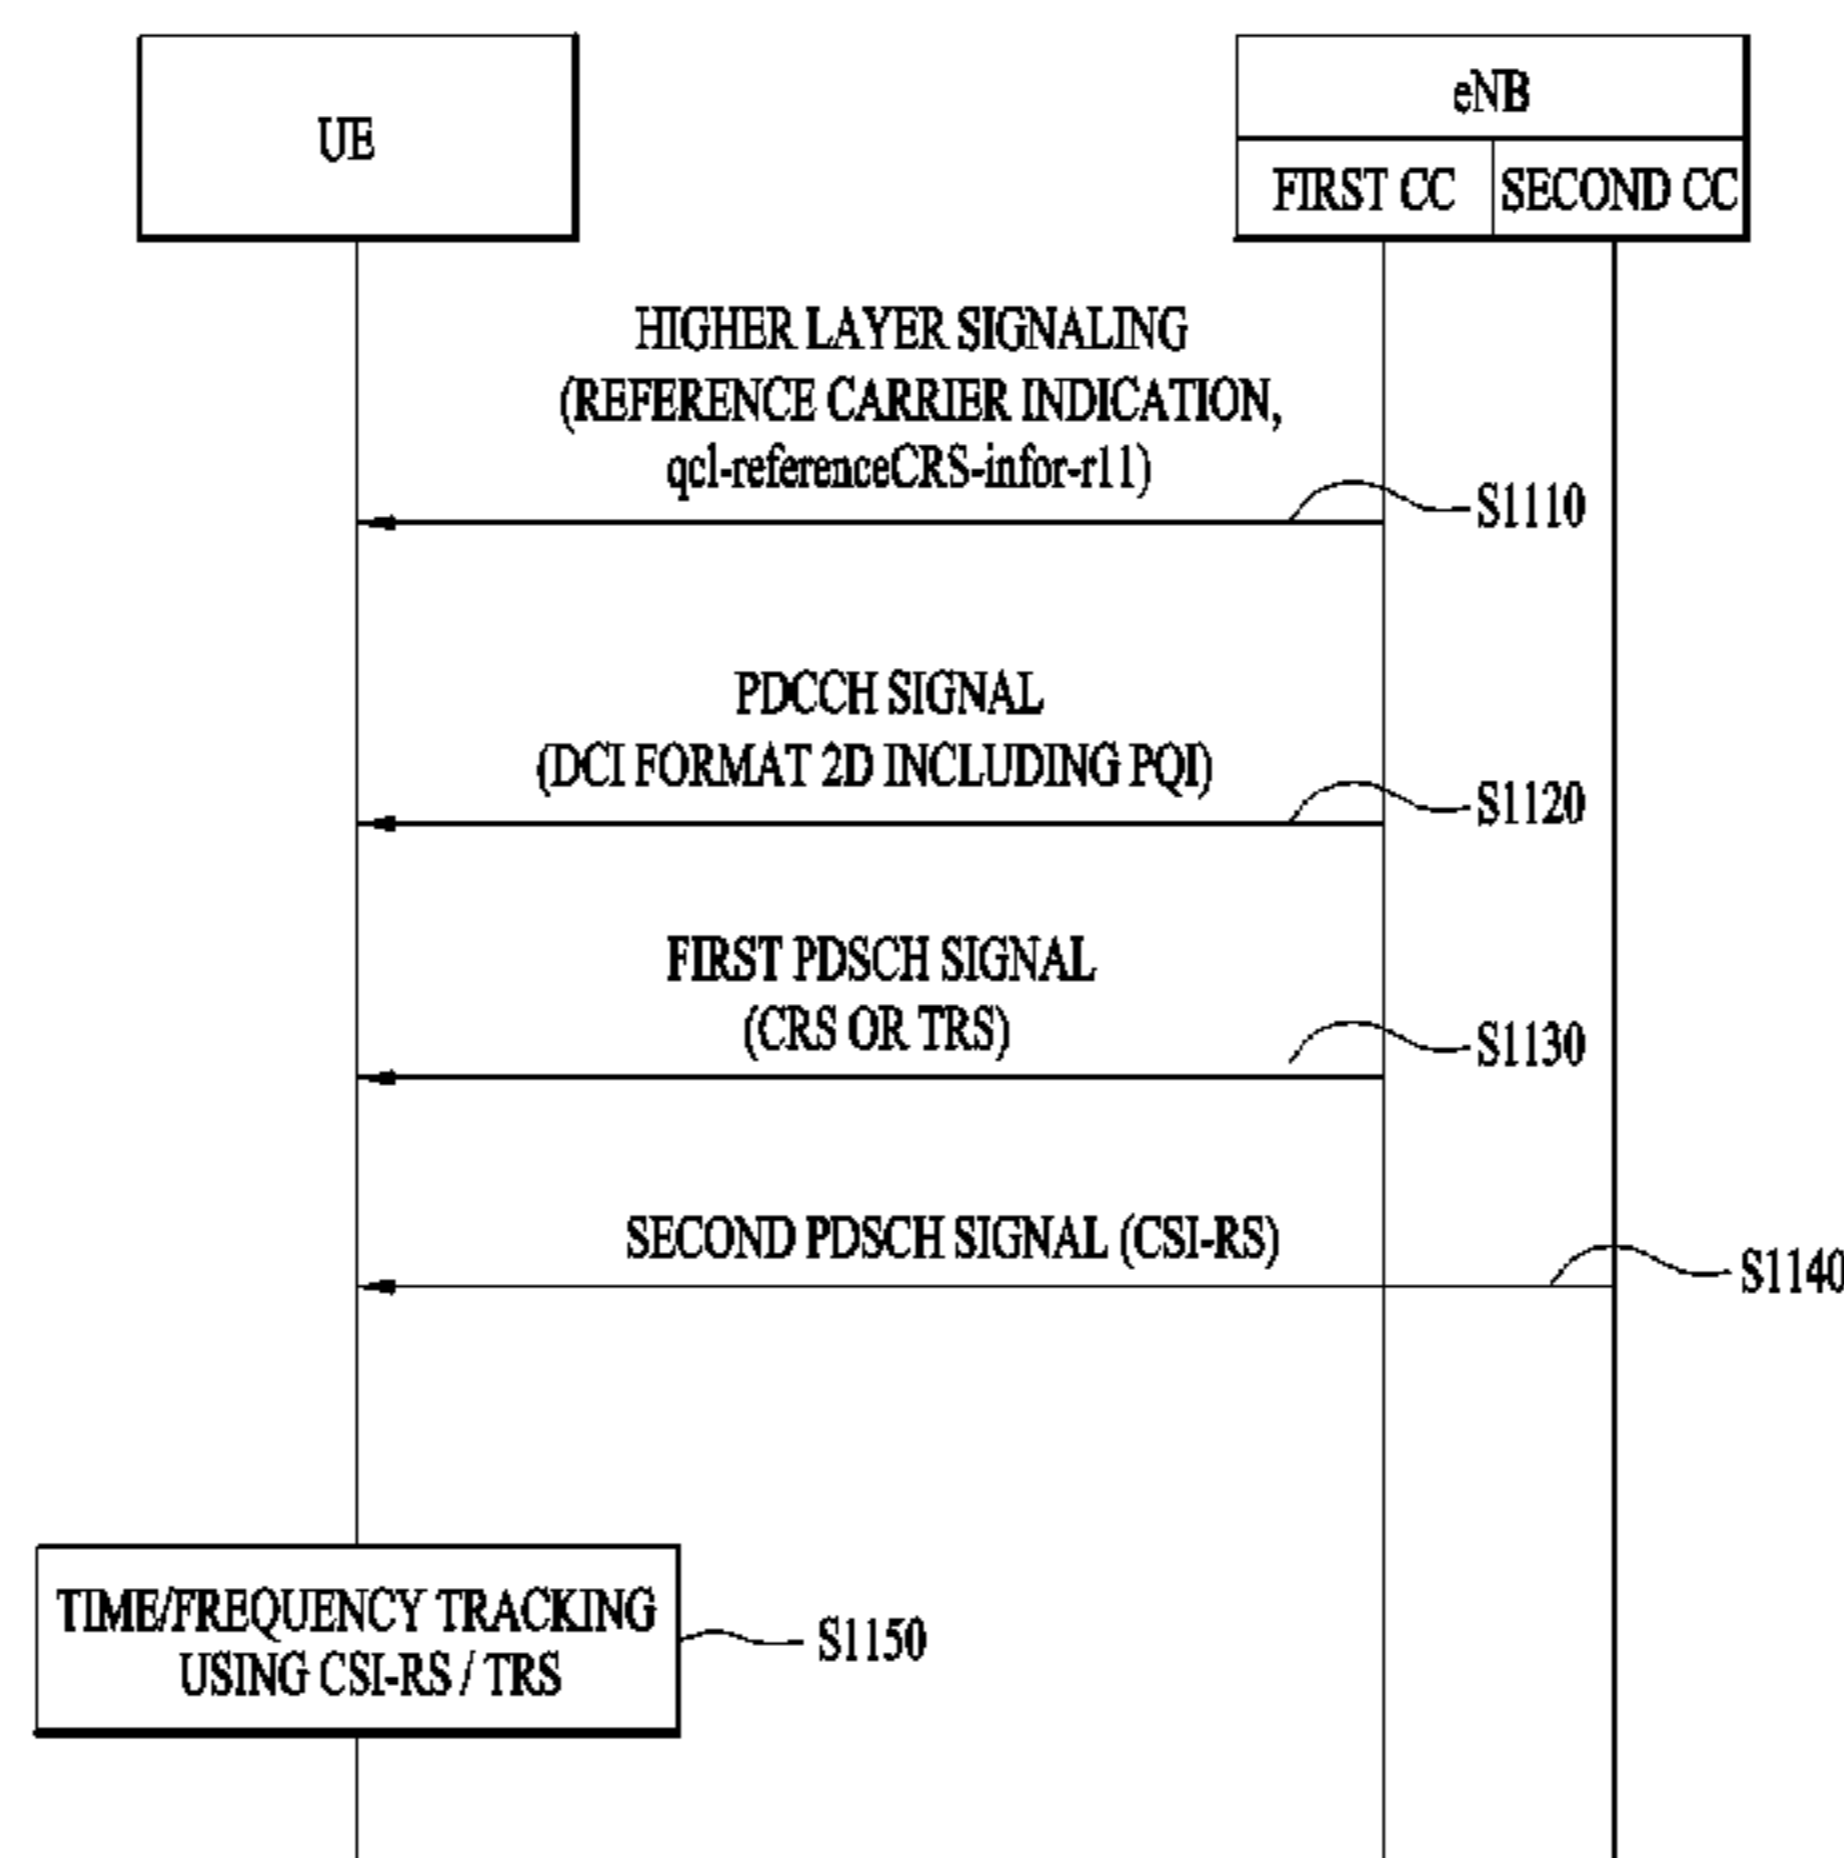 UE
eNB
FIRST CC
SECOND CC
HIGHER LAYER SIGNALING
(REFERENCE CARRIER INDICATION,
qcl-referenceCRS-infor-r11)
S1110
PDCCH SIGNAL
(DCI FORMAT 2D INCLUDING PQI)
S1120
FIRST PDSCH SIGNAL
(CRS OR TRS)
S1130
SECOND PDSCH SIGNAL (CSI-RS)
S1140
TIME/FREQUENCY TRACKING
USING CSI-RS / TRS
S1150